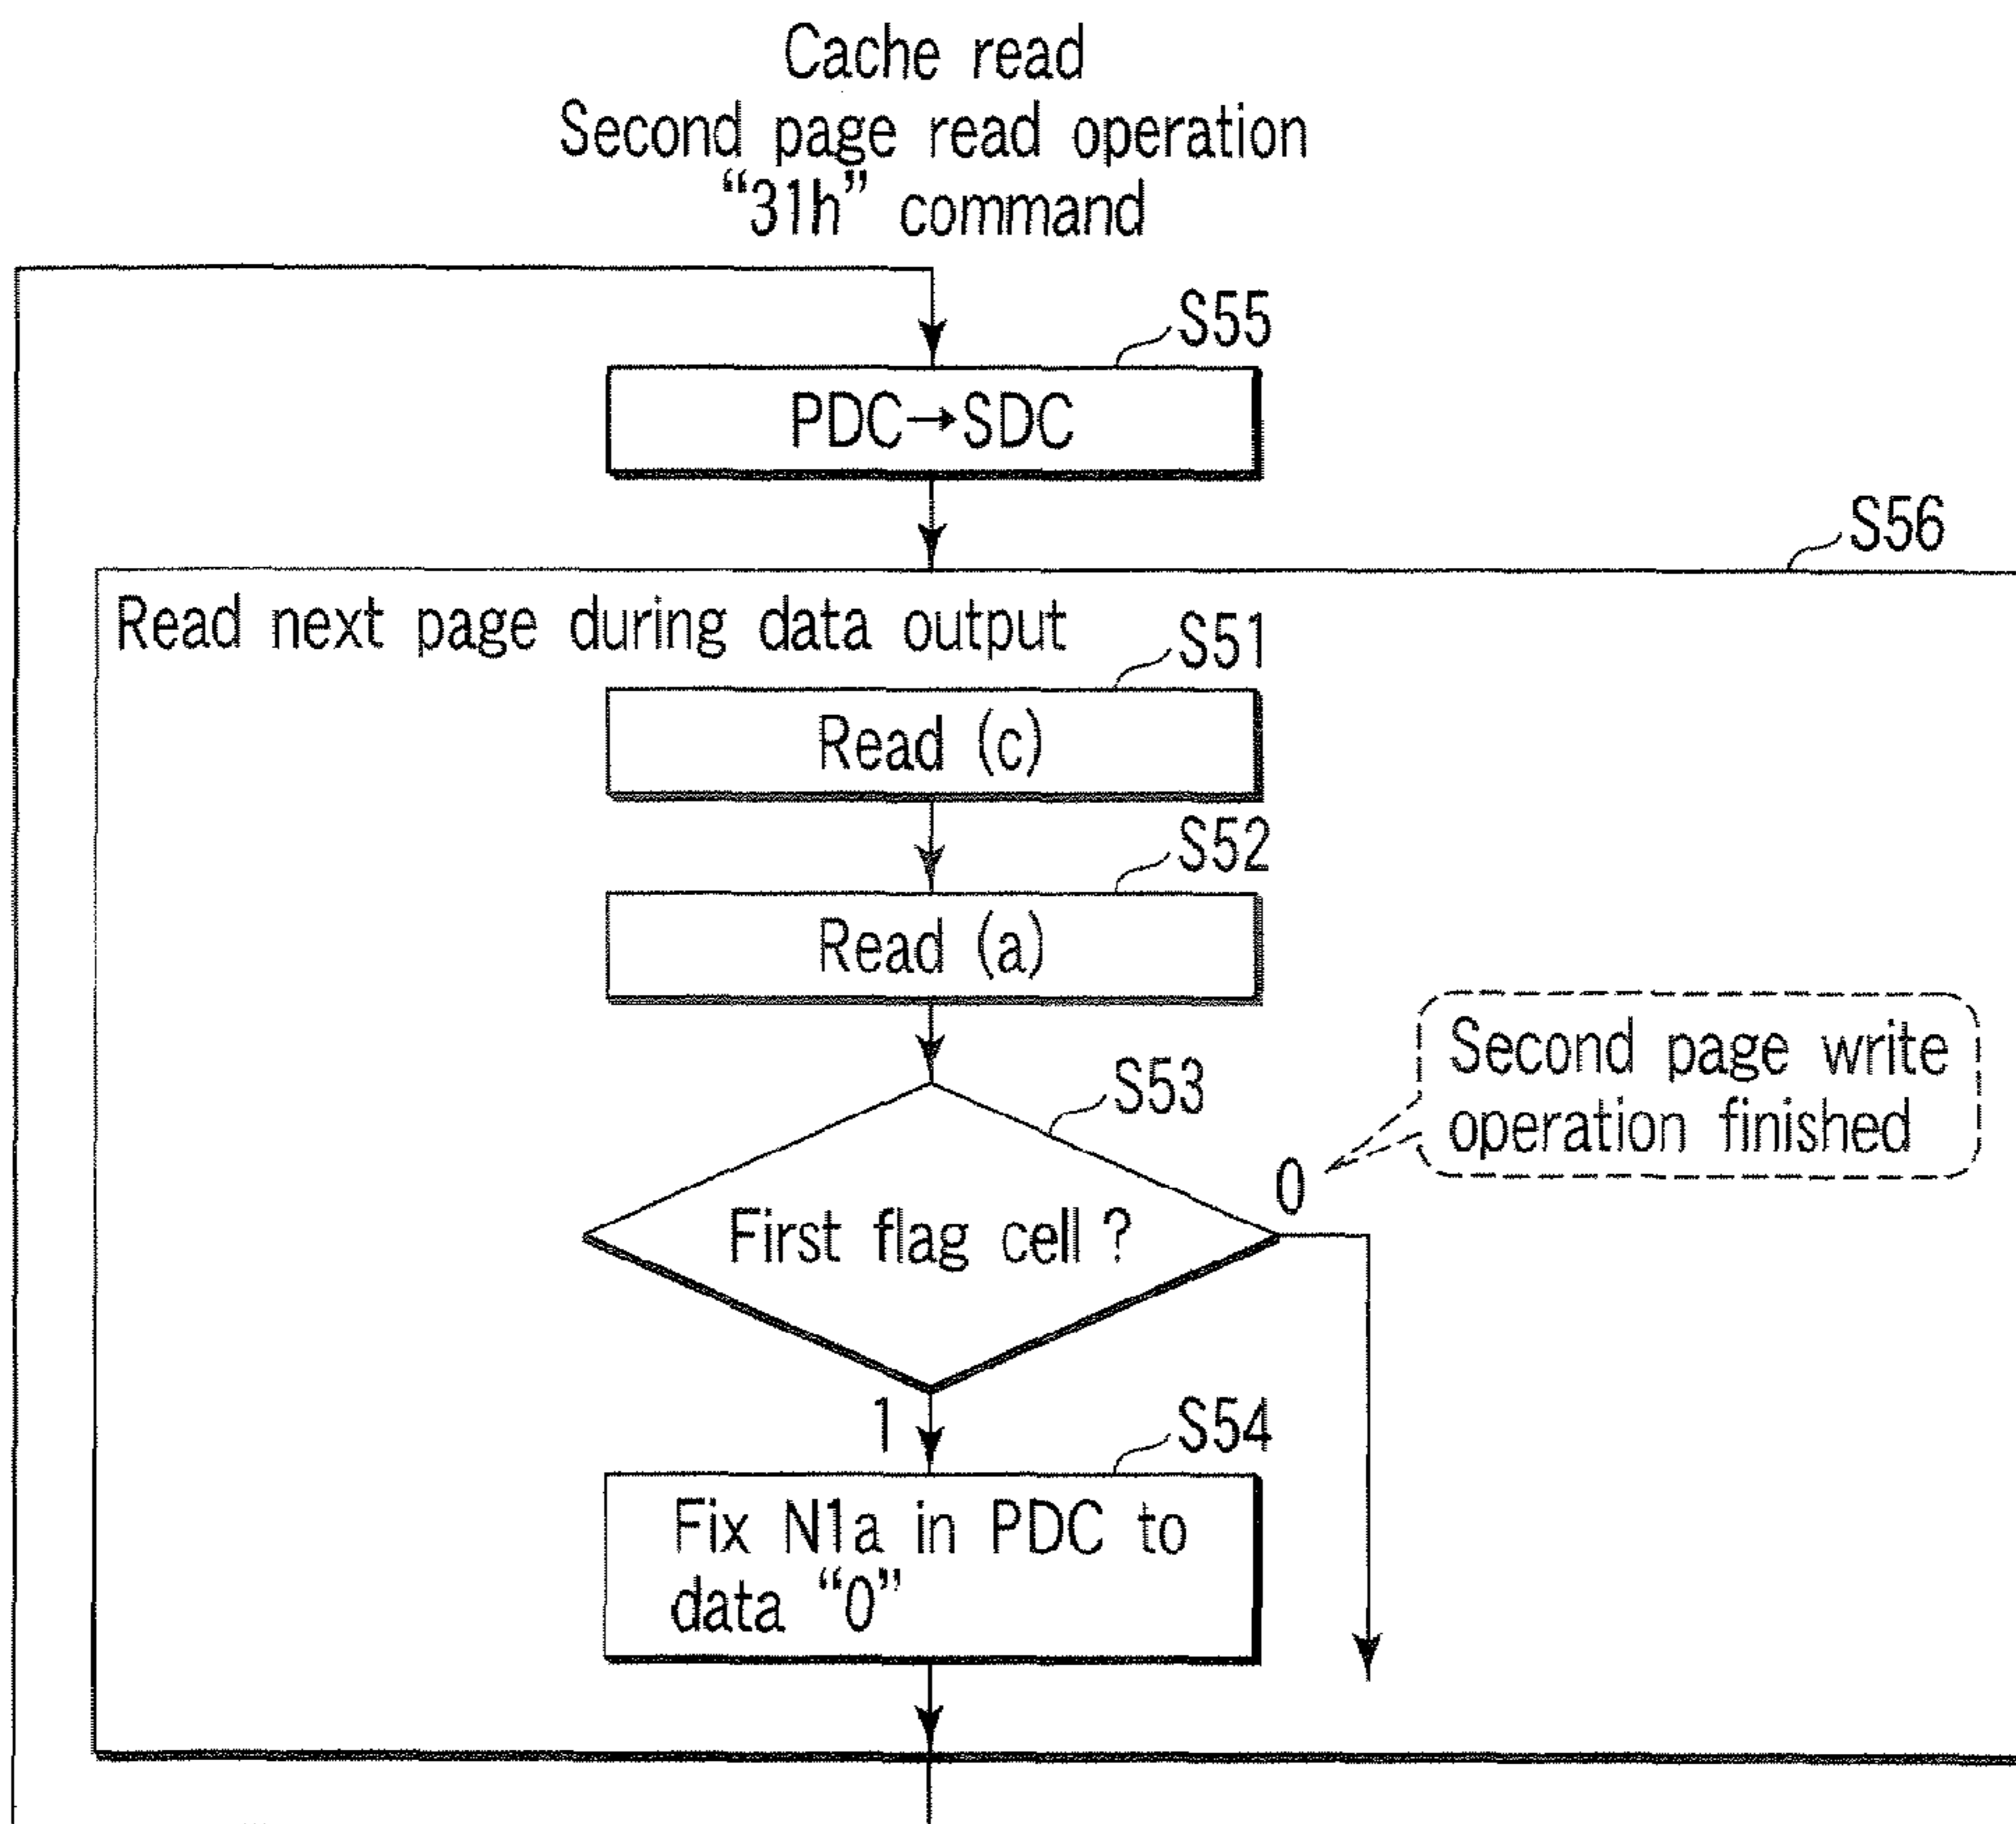 Cache read
Second page read operation
“31h” command
S55
PDC→SDC
S56
Read next page during data output
S51
Read (c)
S52
Read (a)
S53
First flag cell ?
0
Second page write
operation finished
1
S54
Fix N1a in PDC to
data “0”